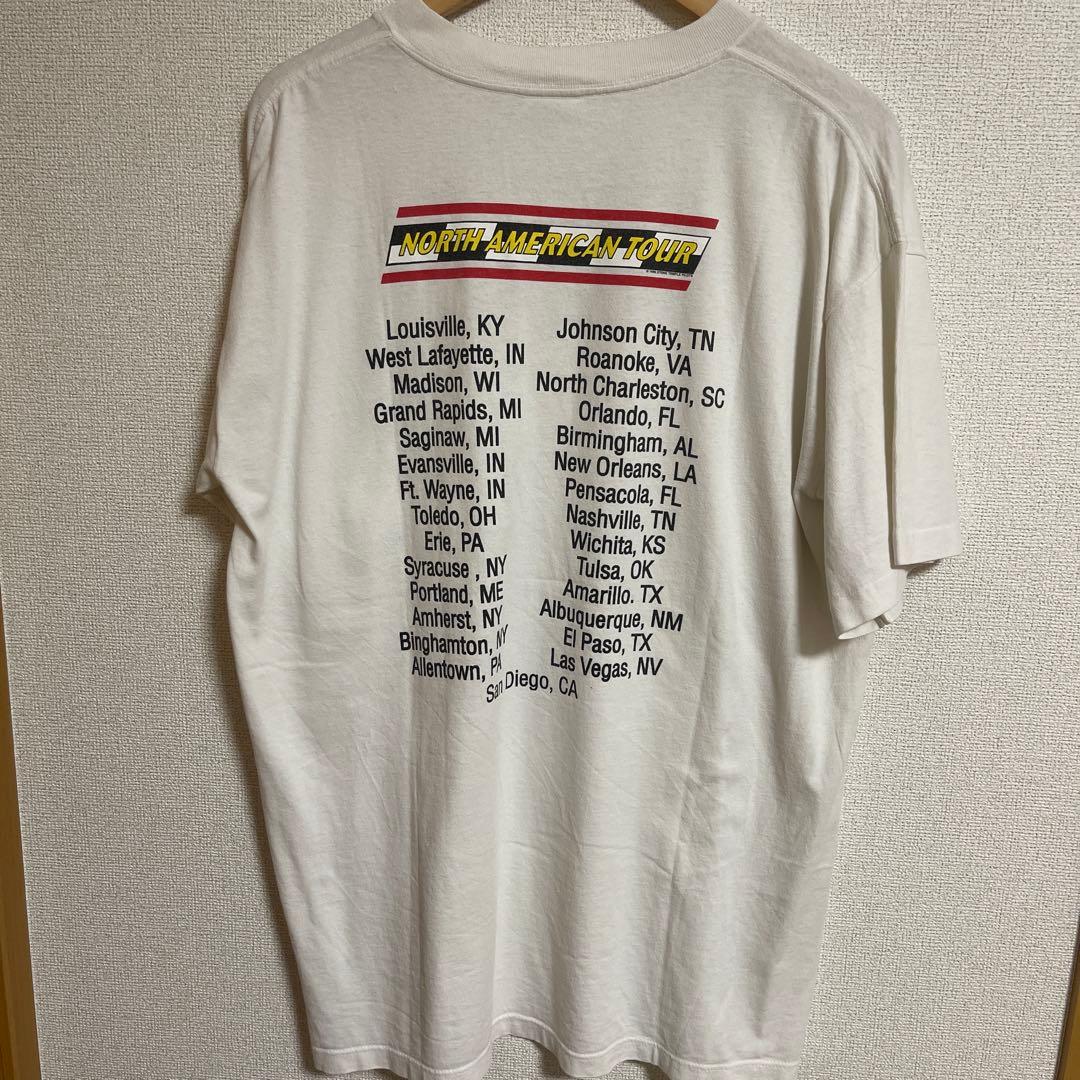 NORTH AMERICAN TOUR
STONE TEMPLE PILOTS
Louisville, KY
West Lafayette, IN
Madison, WI
Grand Rapids, MI
Saginaw, MI
Evansville, IN
Ft. Wayne, IN
Toledo, OH
Erie, PA
Syracuse , NY
Portland, ME
Amherst, NY
Binghamton, NY
Allentown, PA
Johnson City, TN
Roanoke, VA
North Charleston, SC
Orlando, FL
Birmingham, AL
New Orleans, LA
Pensacola, FL
Nashville, TN
Wichita, KS
Tulsa, OK
Amarillo. TX
Albuquerque, NM
El Paso, TX
Las Vegas, NV
San Diego, CA